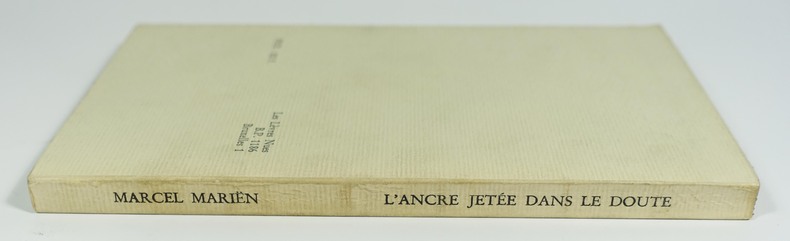 Les Lèvres Nues
B.P. 1186
Bruxelles 1
MARCEL MARIËN
L'ANCRE JETÉE DANS LE DOUTE